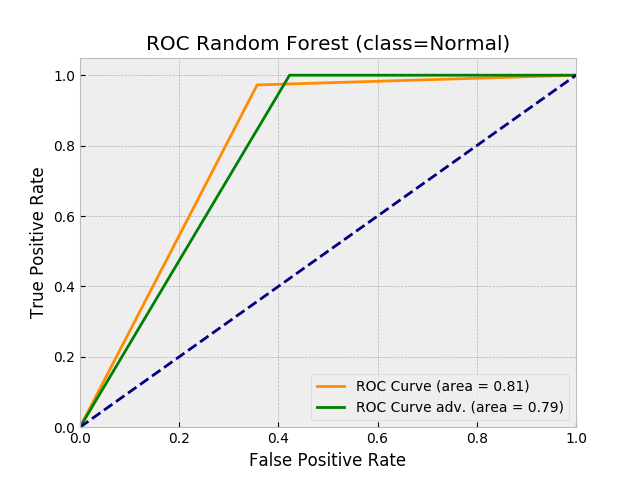 ROC Random Forest (class=Normal)
True Positive Rate
1.0
0.8
0.6
0.4
0.2
0.0
ROC Curve (area = 0.81)
ROC Curve adv. (area = 0.79)
0.0 0.2 0.4 0.6 0.8 1.0
False Positive Rate